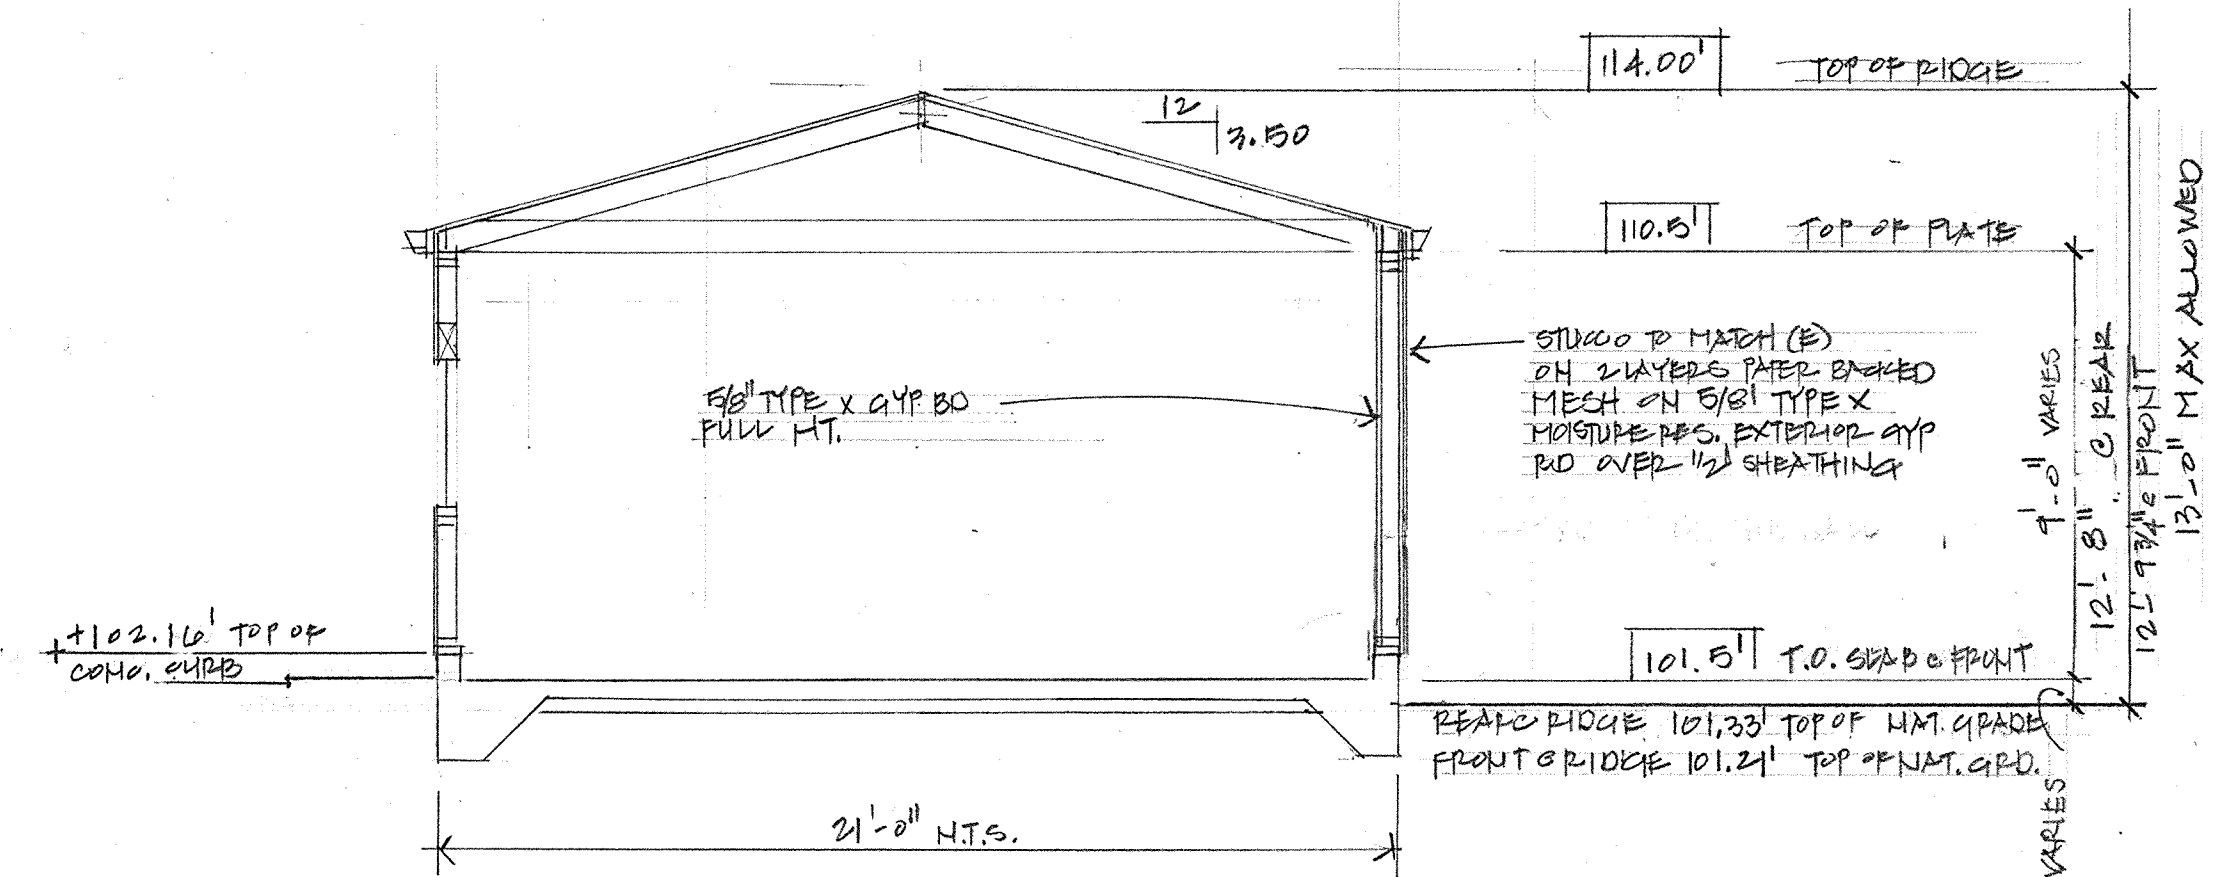 114.00' TOP OF RIDGE
12
3.50
110.5' TOP OF PLATE
STUCCO TO MATCH (E)
ON 2 LAYERS PAPER BACKED
MESH ON 5/8" TYPE X
MOISTURE RES. EXTERIOR GYP
BD OVER 1/2" SHEATHING
5/8" TYPE X GYP. BD
FULL HT.
9'-0" VARIES
12'-8" @ REAR
12'-9 3/4" @ FRONT
13'-0" MAX ALLOWED
+102.16' TOP OF
CONC. CURB
101.5' T.O. SLAB @ FRONT
REAR @ RIDGE 101.33' TOP OF NAT. GRADE
FRONT @ RIDGE 101.21' TOP OF NAT. GRD.
VARIES
21'-0" N.T.S.